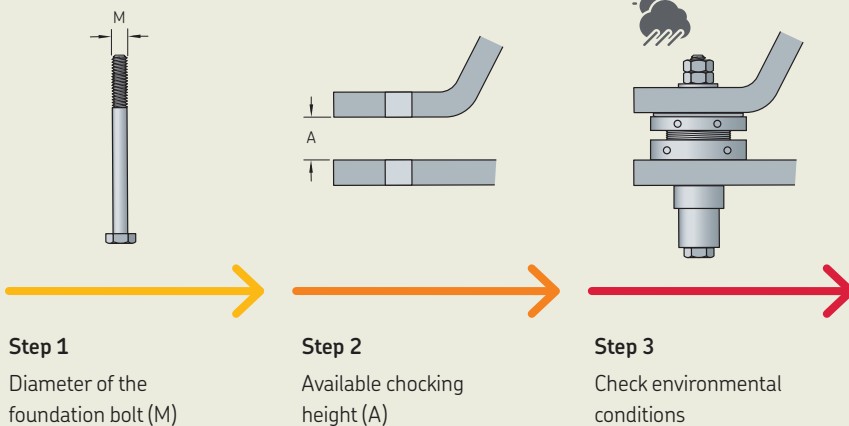 M
A
Step 1
Diameter of the
foundation bolt (M)
Step 2
Available chocking
height (A)
Step 3
Check environmental
conditions